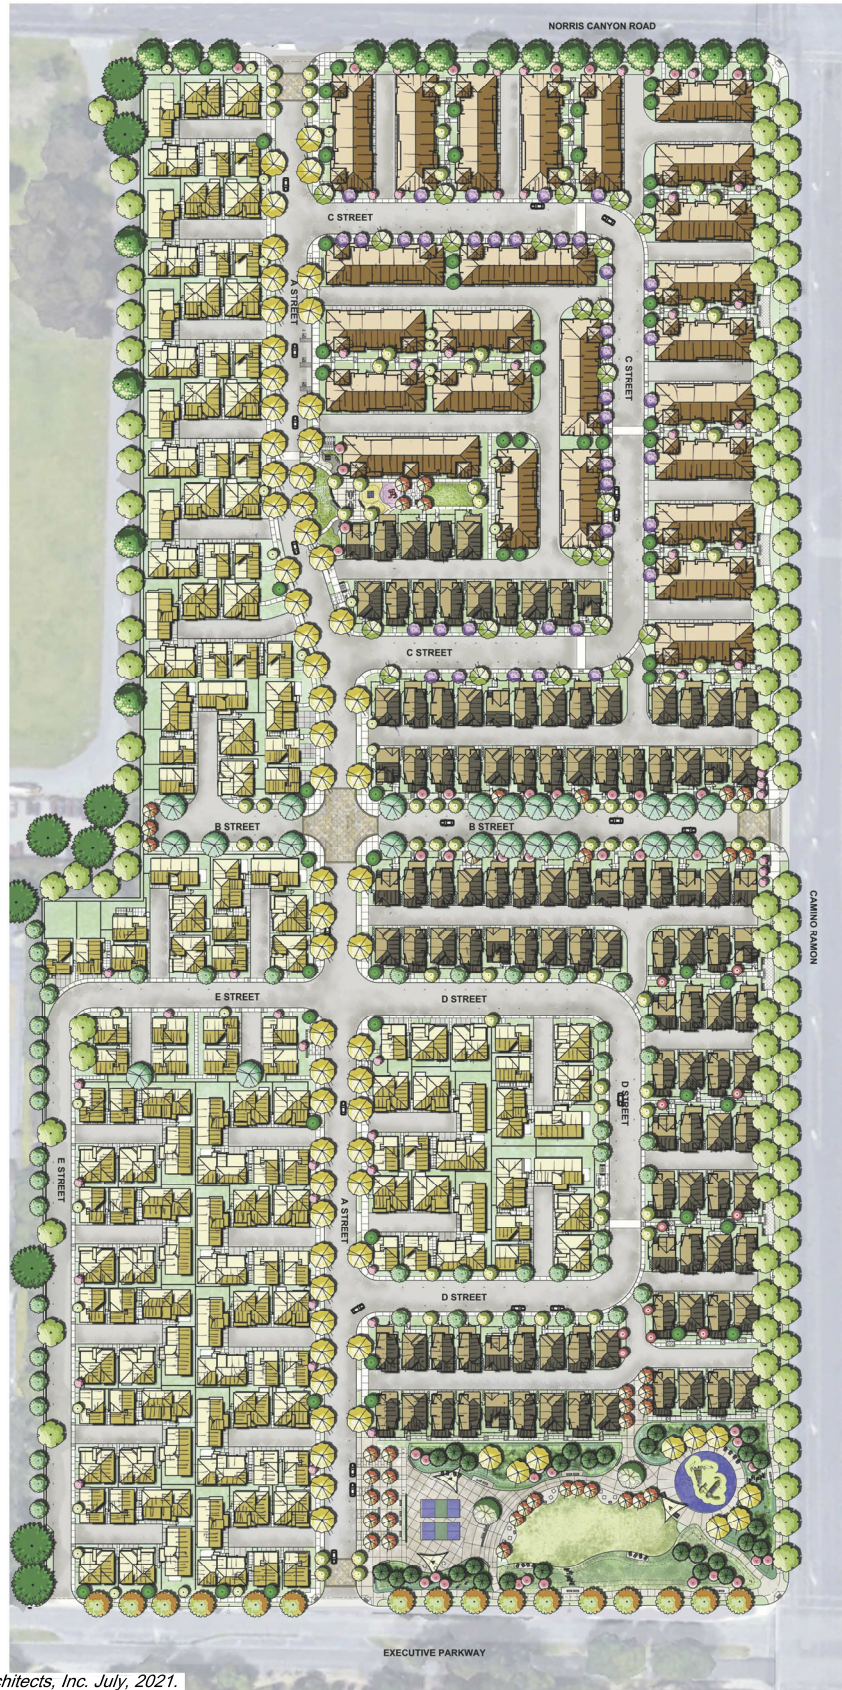 NORRIS CANYON ROAD
C STREET
A STREET
C STREET
C STREET
B STREET
B STREET
CAMINO RAMON
E STREET
D STREET
D STREET
E STREET
A STREET
D STREET
EXECUTIVE PARKWAY
chitects, Inc. July, 2021.